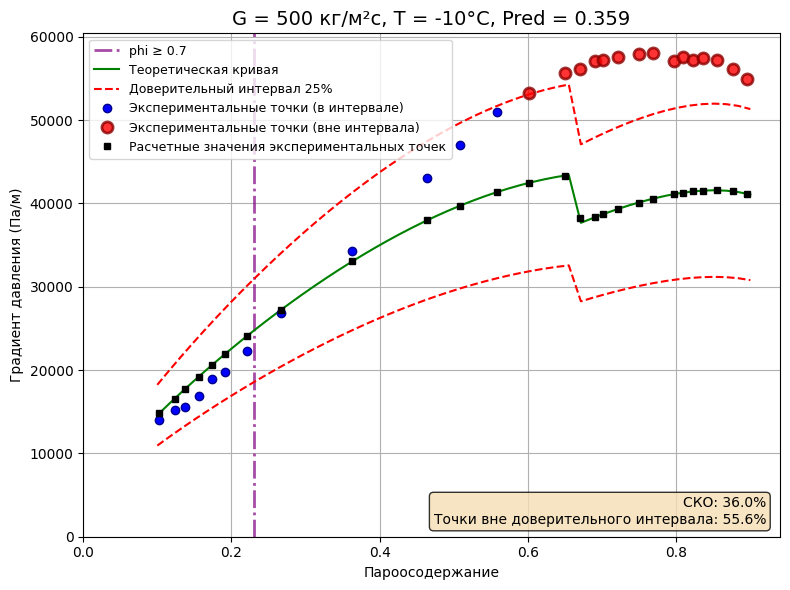 G = 500 кг/м²с, T = -10°C, Pred = 0.359
phi ≥ 0.7
Теоретическая кривая
Доверительный интервал 25%
Экспериментальные точки (в интервале)
Экспериментальные точки (вне интервала)
Расчетные значения экспериментальных точек
Градиент давления (Па/м)
60000
50000
40000
30000
20000
10000
0
СКО: 36.0%
Точки вне доверительного интервала: 55.6%
0.0 0.2 0.4 0.6 0.8
Пароосодержание